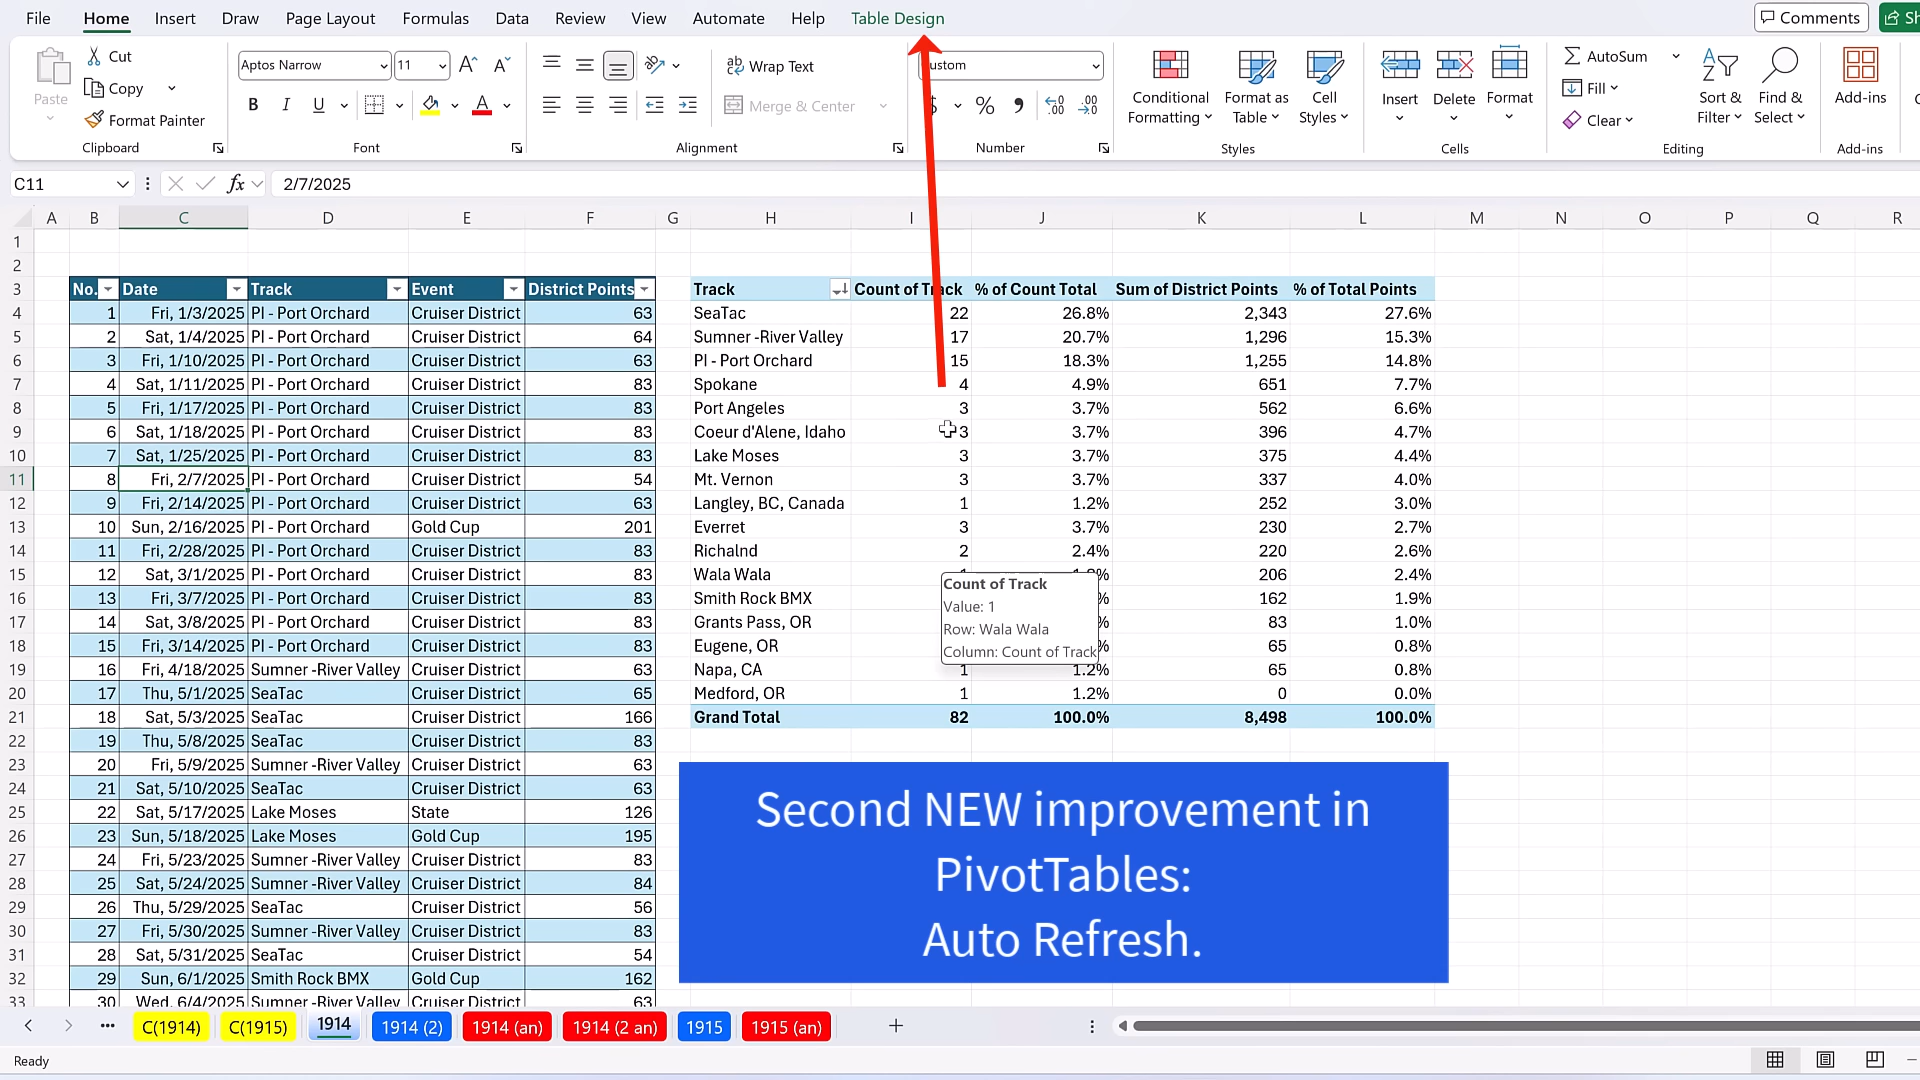 File Home Insert Draw Page Layout Formulas Data Review View Automate Help Table Design Comments Sh
Paste Cut Copy Format Painter Clipboard
Aptos Narrow 11 B I U A Font
Wrap Text Merge & Center Alignment
ustom $ % Number
Conditional Formatting Format as Table Cell Styles Styles
Insert Delete Format Cells
AutoSum Fill Clear Sort & Filter Find & Select Editing
Add-ins Add-ins
C11 fx 2/7/2025
A B C D E F G H I J K L M N O P Q R
1
2
3 No. Date Track Event District Points Track Count of Track % of Count Total Sum of District Points % of Total Points
4 1 Fri, 1/3/2025 PI - Port Orchard Cruiser District 63 SeaTac 22 26.8% 2,343 27.6%
5 2 Sat, 1/4/2025 PI - Port Orchard Cruiser District 64 Sumner -River Valley 17 20.7% 1,296 15.3%
6 3 Fri, 1/10/2025 PI - Port Orchard Cruiser District 63 PI - Port Orchard 15 18.3% 1,255 14.8%
7 4 Sat, 1/11/2025 PI - Port Orchard Cruiser District 83 Spokane 4 4.9% 651 7.7%
8 5 Fri, 1/17/2025 PI - Port Orchard Cruiser District 83 Port Angeles 3 3.7% 562 6.6%
9 6 Sat, 1/18/2025 PI - Port Orchard Cruiser District 83 Coeur d'Alene, Idaho 3 3.7% 396 4.7%
10 7 Sat, 1/25/2025 PI - Port Orchard Cruiser District 83 Lake Moses 3 3.7% 375 4.4%
11 8 Fri, 2/7/2025 PI - Port Orchard Cruiser District 54 Mt. Vernon 3 3.7% 337 4.0%
12 9 Fri, 2/14/2025 PI - Port Orchard Cruiser District 63 Langley, BC, Canada 1 1.2% 252 3.0%
13 10 Sun, 2/16/2025 PI - Port Orchard Gold Cup 201 Everret 3 3.7% 230 2.7%
14 11 Fri, 2/28/2025 PI - Port Orchard Cruiser District 83 Richalnd 2 2.4% 220 2.6%
15 12 Sat, 3/1/2025 PI - Port Orchard Cruiser District 83 Wala Wala 206 2.4%
16 13 Fri, 3/7/2025 PI - Port Orchard Cruiser District 83 Smith Rock BMX % 162 1.9%
17 14 Sat, 3/8/2025 PI - Port Orchard Cruiser District 83 Grants Pass, OR % 83 1.0%
18 15 Fri, 3/14/2025 PI - Port Orchard Cruiser District 83 Eugene, OR % 65 0.8%
19 16 Fri, 4/18/2025 Sumner -River Valley Cruiser District 63 Napa, CA 1 1.2% 65 0.8%
20 17 Thu, 5/1/2025 SeaTac Cruiser District 65 Medford, OR 1 1.2% 0 0.0%
21 18 Sat, 5/3/2025 SeaTac Cruiser District 166 Grand Total 82 100.0% 8,498 100.0%
22 19 Thu, 5/8/2025 SeaTac Cruiser District 83
23 20 Fri, 5/9/2025 Sumner -River Valley Cruiser District 63
24 21 Sat, 5/10/2025 SeaTac Cruiser District 63
25 22 Sat, 5/17/2025 Lake Moses State 126
26 23 Sun, 5/18/2025 Lake Moses Gold Cup 195
27 24 Fri, 5/23/2025 Sumner -River Valley Cruiser District 83
28 25 Sat, 5/24/2025 Sumner -River Valley Cruiser District 84
29 26 Thu, 5/29/2025 SeaTac Cruiser District 56
30 27 Fri, 5/30/2025 Sumner -River Valley Cruiser District 83
31 28 Sat, 5/31/2025 SeaTac Cruiser District 54
32 29 Sun, 6/1/2025 Smith Rock BMX Gold Cup 162
33 30 Wed, 6/4/2025 Sumner -River Valley Cruiser District 63
Count of Track
Value: 1
Row: Wala Wala
Column: Count of Track
Second NEW improvement in
PivotTables:
Auto Refresh.
C(1914) C(1915) 1914 1914 (2) 1914 (an) 1914 (2 an) 1915 1915 (an)
Ready